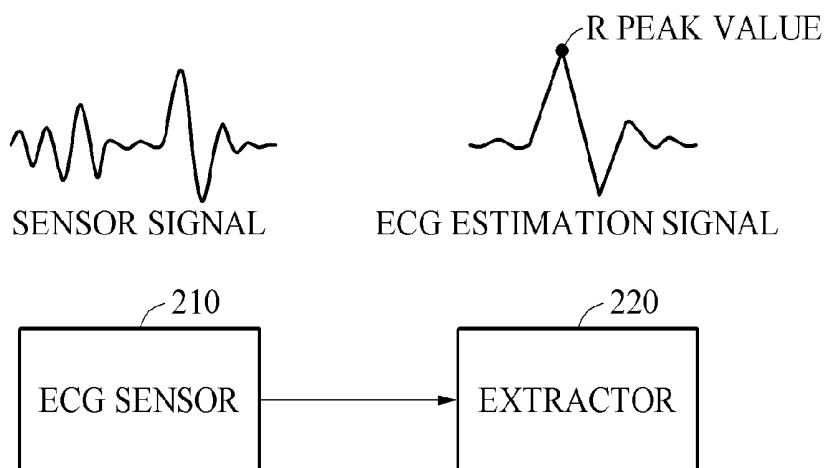 R PEAK VALUE
SENSOR SIGNAL
ECG ESTIMATION SIGNAL
210
220
ECG SENSOR
EXTRACTOR